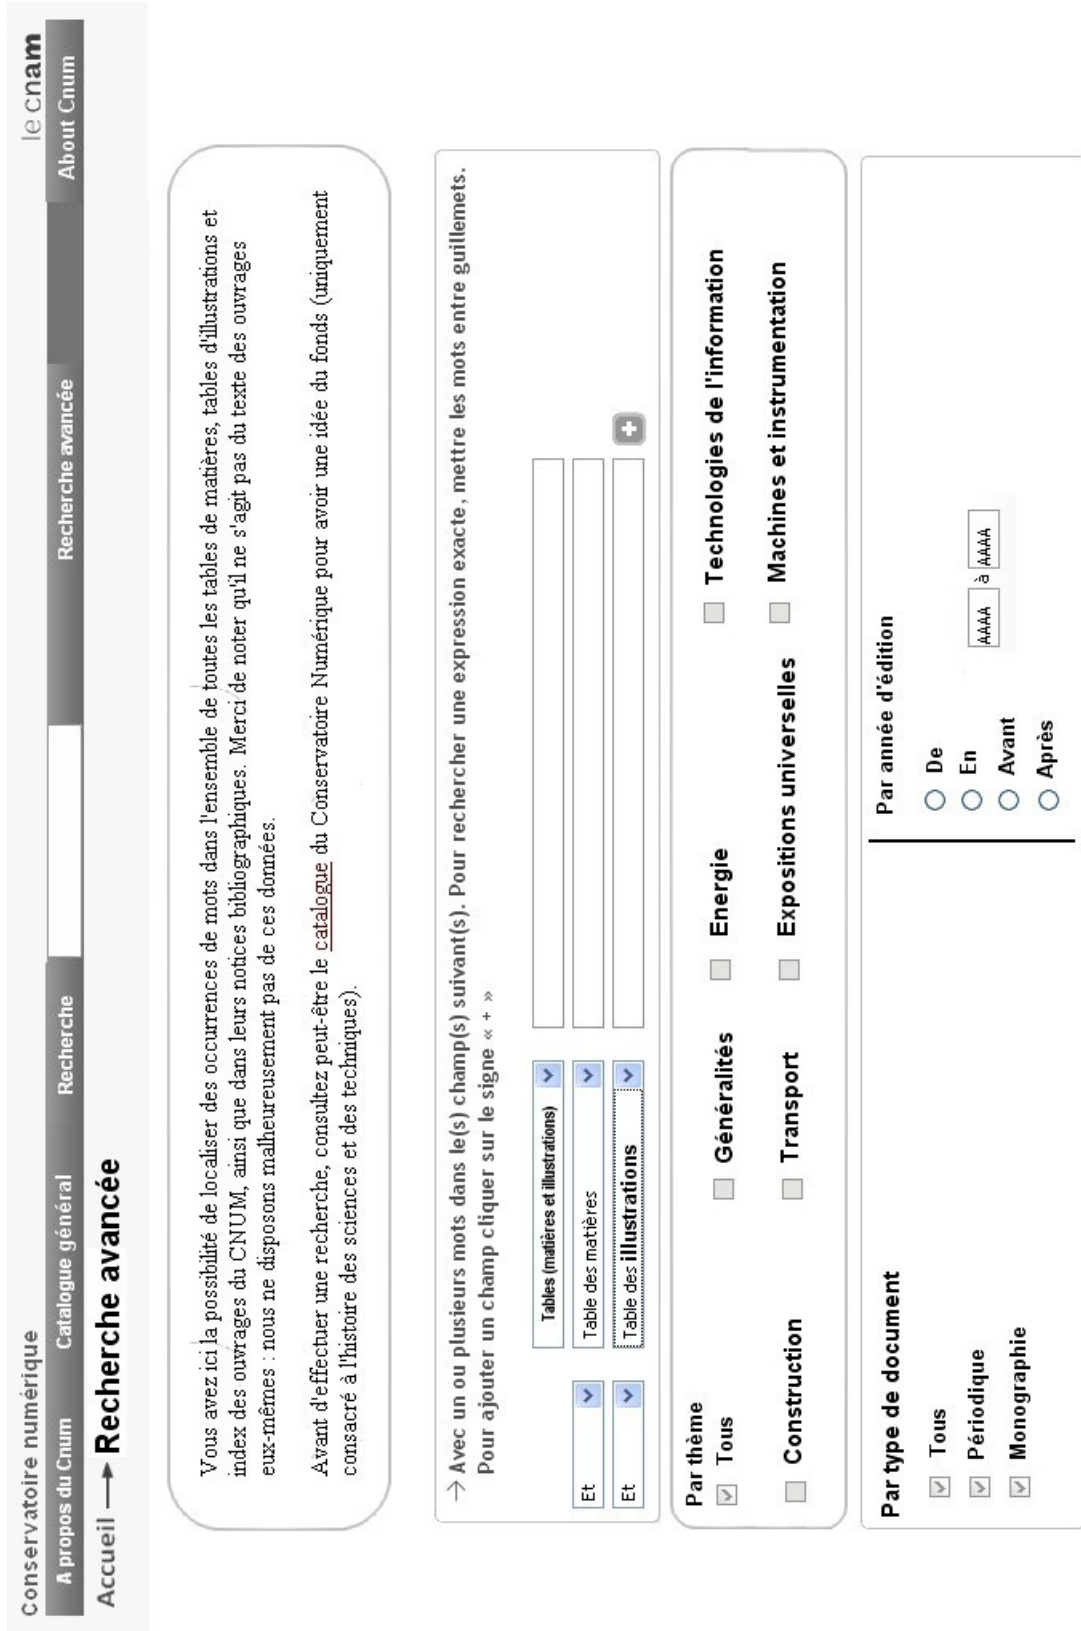 Conservatoire numérique
le cnam
A propos du Cnum Catalogue général Recherche Recherche avancée About Cnum
Accueil → Recherche avancée
Vous avez ici la possibilité de localiser des occurrences de mots dans l'ensemble de toutes les tables de matières, tables d'illustrations et
index des ouvrages du CNUM, ainsi que dans leurs notices bibliographiques. Merci de noter qu'il ne s'agit pas du texte des ouvrages
eux-mêmes : nous ne disposons malheureusement pas de ces données.
Avant d'effectuer une recherche, consultez peut-être le catalogue du Conservatoire Numérique pour avoir une idée du fonds (uniquement
consacré à l'histoire des sciences et des techniques).
→ Avec un ou plusieurs mots dans le(s) champ(s) suivant(s). Pour rechercher une expression exacte, mettre les mots entre guillemets.
Pour ajouter un champ cliquer sur le signe « + »
Tables (matières et illustrations)
Et Table des matières
Et Table des illustrations +
Par thème
Tous Généralités Energie Technologies de l'information
Construction Transport Expositions universelles Machines et instrumentation
Par type de document
Tous
Périodique
Monographie
Par année d'édition
De
En AAAA à AAAA
Avant
Après